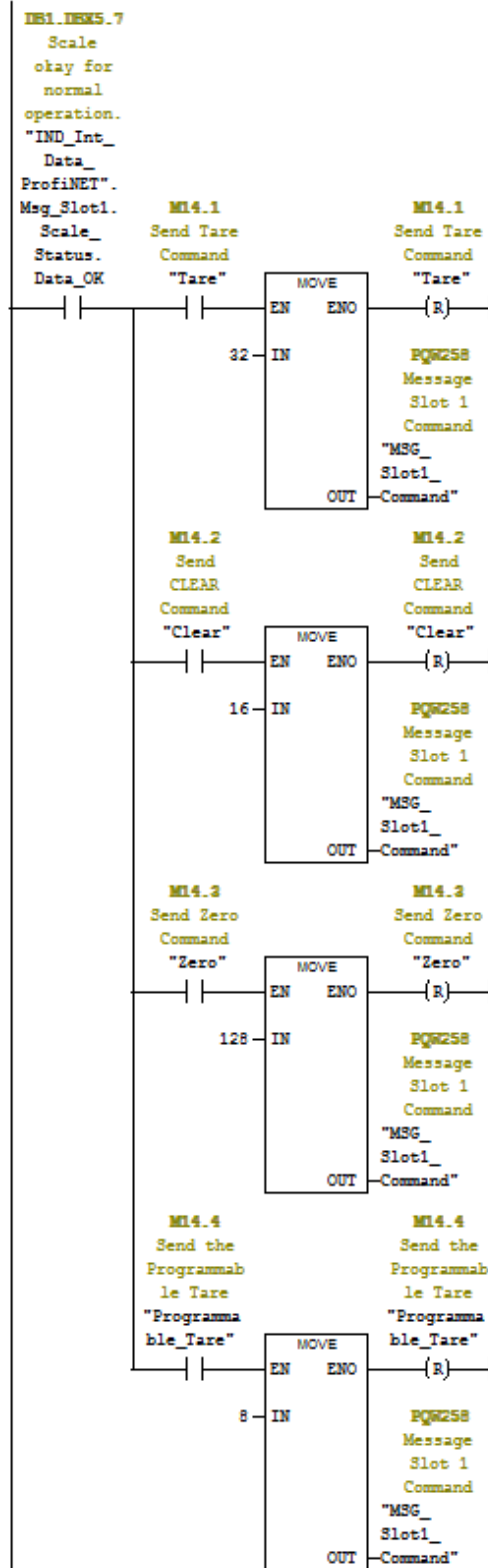 DB1.DBX5.7
Scale
okay for
normal
operation.
"IND_Int_
Data_
ProfiNET".
Msg_Slot1.
Scale_
Status.
Data_OK
M14.1
Send Tare
Command
"Tare"
MOVE
EN ENO
M14.1
Send Tare
Command
"Tare"
(R)
32 IN
OUT
PQW258
Message
Slot 1
Command
"MSG_
Slot1_
Command"
M14.2
Send
CLEAR
Command
"Clear"
MOVE
EN ENO
M14.2
Send
CLEAR
Command
"Clear"
(R)
16 IN
OUT
PQW258
Message
Slot 1
Command
"MSG_
Slot1_
Command"
M14.3
Send Zero
Command
"Zero"
MOVE
EN ENO
M14.3
Send Zero
Command
"Zero"
(R)
128 IN
OUT
PQW258
Message
Slot 1
Command
"MSG_
Slot1_
Command"
M14.4
Send the
Programmab
le Tare
"Programma
ble_Tare"
MOVE
EN ENO
M14.4
Send the
Programmab
le Tare
"Programma
ble_Tare"
(R)
8 IN
OUT
PQW258
Message
Slot 1
Command
"MSG_
Slot1_
Command"